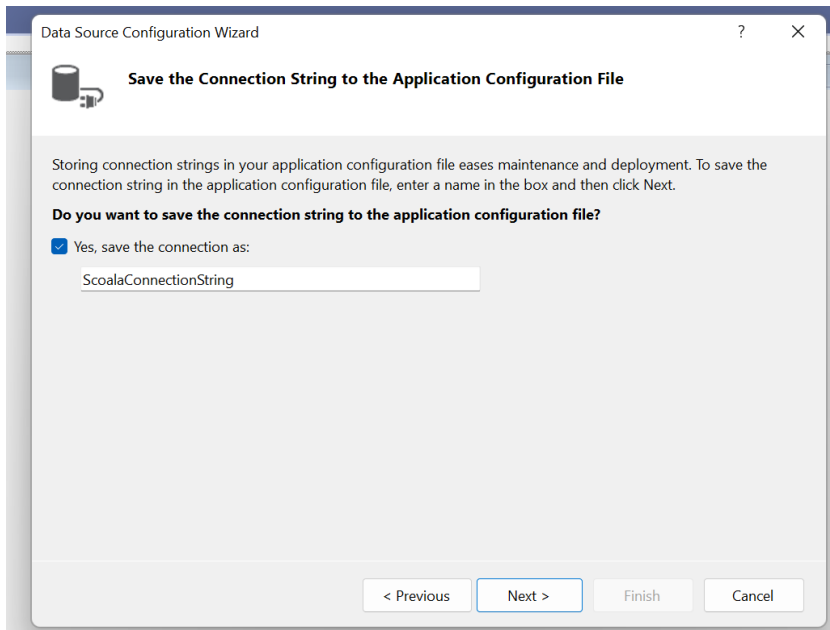 Data Source Configuration Wizard
?
Save the Connection String to the Application Configuration File
Storing connection strings in your application configuration file eases maintenance and deployment. To save the
connection string in the application configuration file, enter a name in the box and then click Next.
Do you want to save the connection string to the application configuration file?
Yes, save the connection as:
ScoalaConnectionString
< Previous
Next >
Finish
Cancel